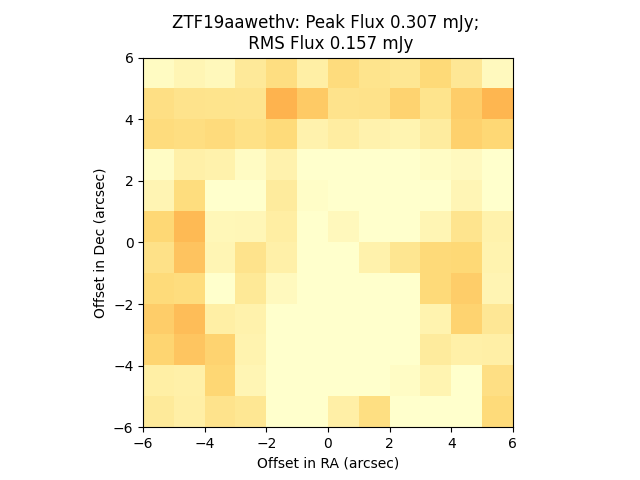 ZTF19aawethv: Peak Flux 0.307 mJy;
RMS Flux 0.157 mJy
6
4
2
0
−2
−4
−6
Offset in Dec (arcsec)
−6 −4 −2 0 2 4 6
Offset in RA (arcsec)